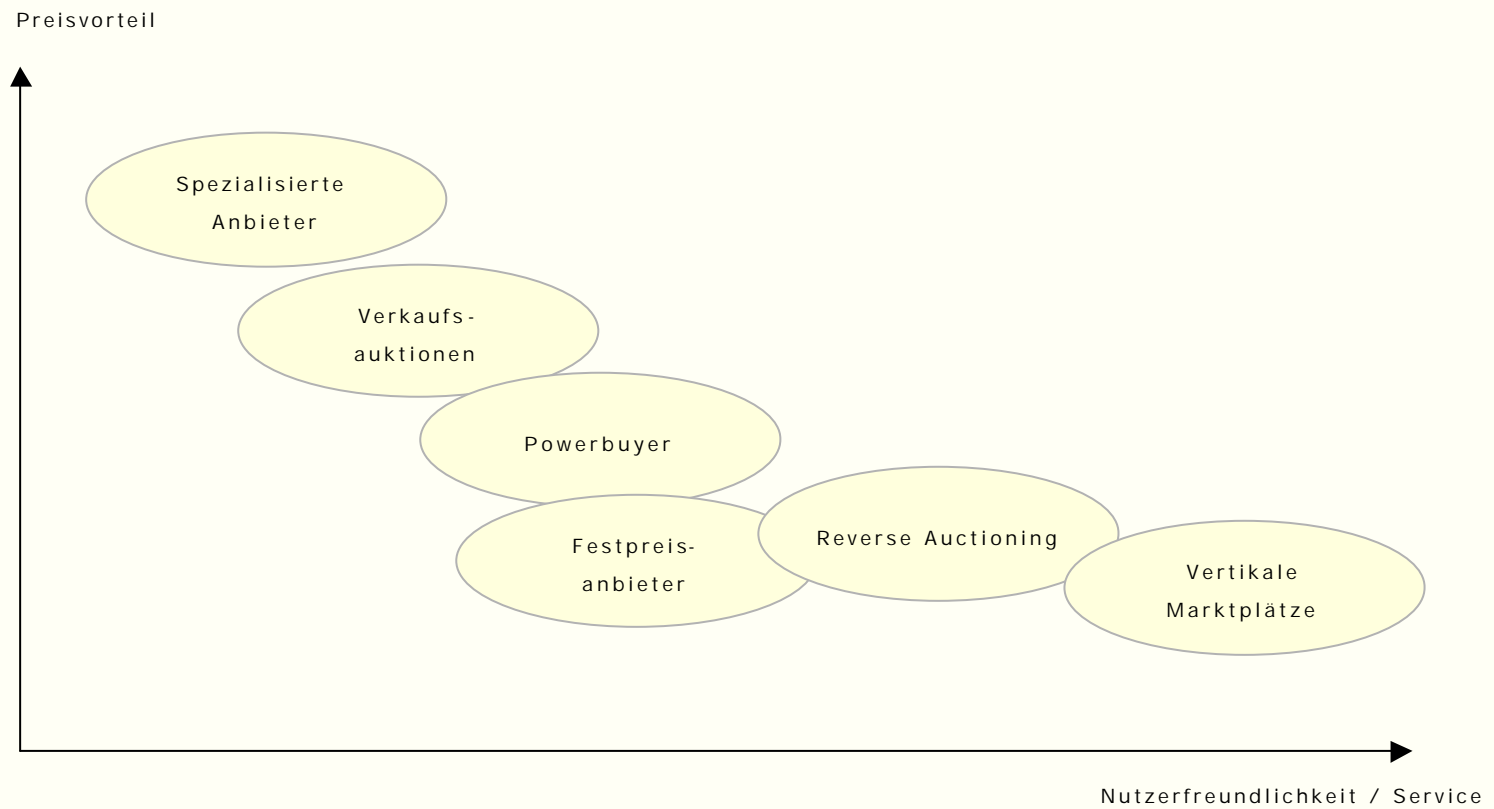 Preisvorteil
Spezialisierte
Anbieter
Verkaufs-
auktionen
Powerbuyer
Festpreis-
anbieter
Reverse Auctioning
Vertikale
Marktplätze
Nutzerfreundlichkeit / Service